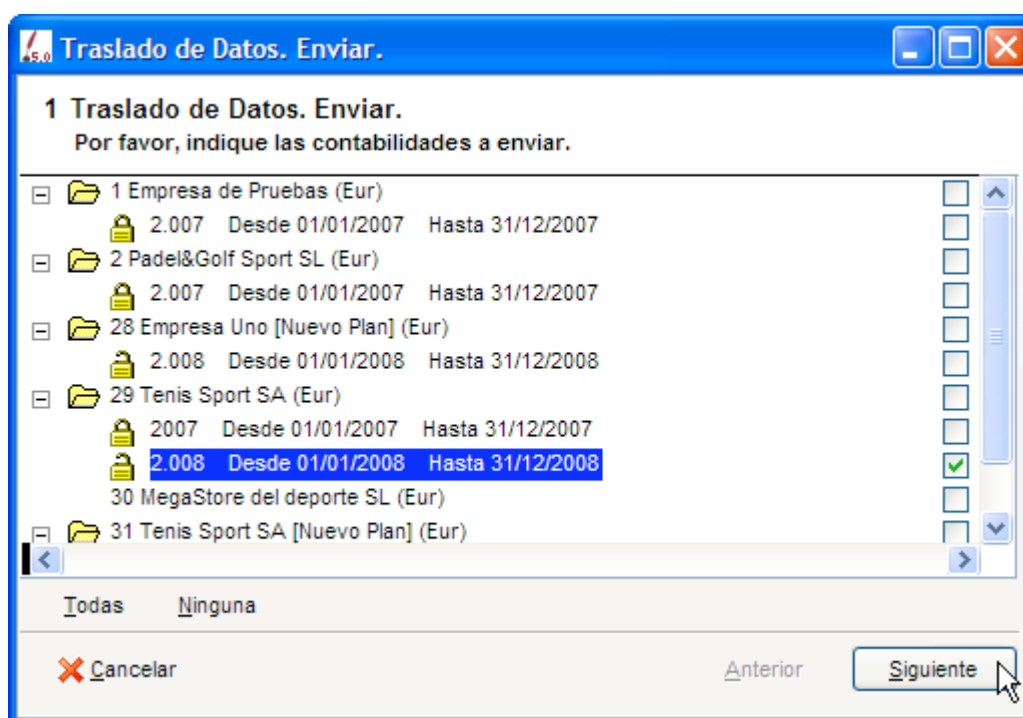 5.0 Traslado de Datos. Enviar.
1 Traslado de Datos. Enviar.
Por favor, indique las contabilidades a enviar.
1 Empresa de Pruebas (Eur)
2.007 Desde 01/01/2007 Hasta 31/12/2007
2 Padel&Golf Sport SL (Eur)
2.007 Desde 01/01/2007 Hasta 31/12/2007
28 Empresa Uno [Nuevo Plan] (Eur)
2.008 Desde 01/01/2008 Hasta 31/12/2008
29 Tenis Sport SA (Eur)
2007 Desde 01/01/2007 Hasta 31/12/2007
2.008 Desde 01/01/2008 Hasta 31/12/2008
30 MegaStore del deporte SL (Eur)
31 Tenis Sport SA [Nuevo Plan] (Eur)
Todas Ninguna
Cancelar Anterior Siguiente